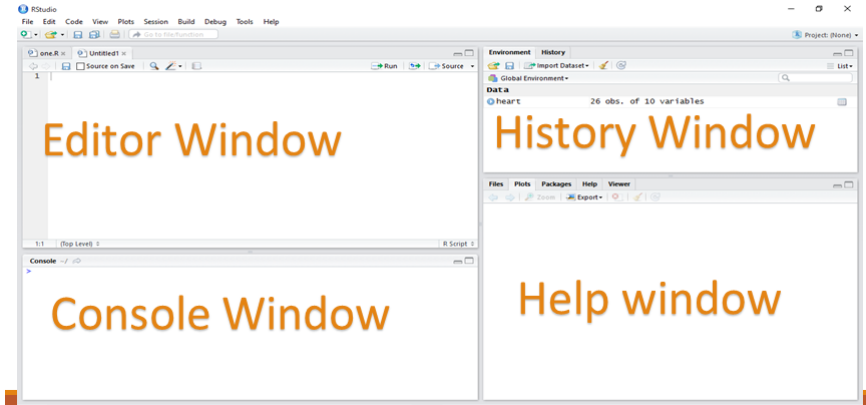 RStudio
File Edit Code View Plots Session Build Debug Tools Help
Go to file/function
Project: (None)
one.R × Untitled1 ×
Source on Save Run Source
1
Editor Window
1:1 (Top Level) R Script
Console ~/
>
Console Window
Environment History
Import Dataset List
Global Environment
Data
heart 26 obs. of 10 variables
History Window
Files Plots Packages Help Viewer
Zoom Export
Help window